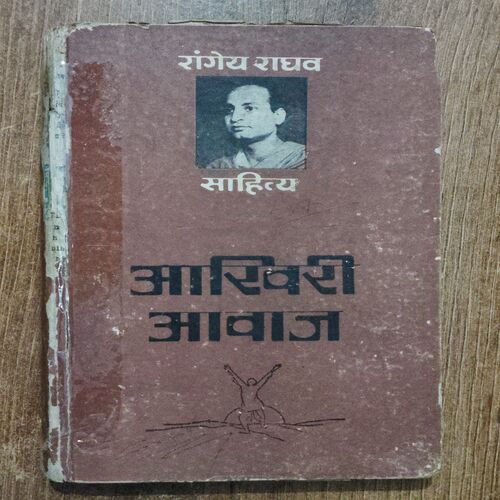 रांगेय राघव
साहित्य
आखिरी
आवाज